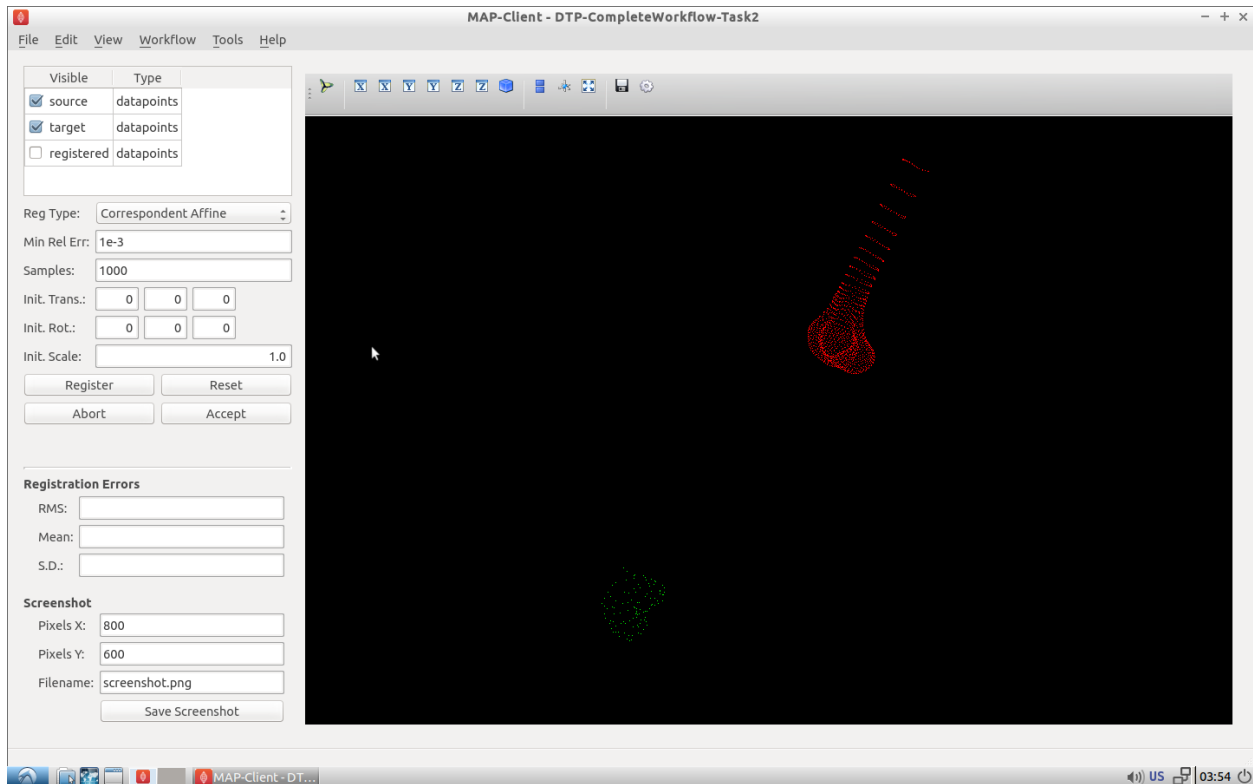 MAP-Client - DTP-CompleteWorkflow-Task2
File Edit View Workflow Tools Help
Visible Type
source datapoints
target datapoints
registered datapoints
Reg Type: Correspondent Affine
Min Rel Err: 1e-3
Samples: 1000
Init. Trans.: 0 0 0
Init. Rot.: 0 0 0
Init. Scale: 1.0
Register Reset
Abort Accept
Registration Errors
RMS:
Mean:
S.D.:
Screenshot
Pixels X: 800
Pixels Y: 600
Filename: screenshot.png
Save Screenshot
X X Y Y Z Z
MAP-Client - DT... US 03:54